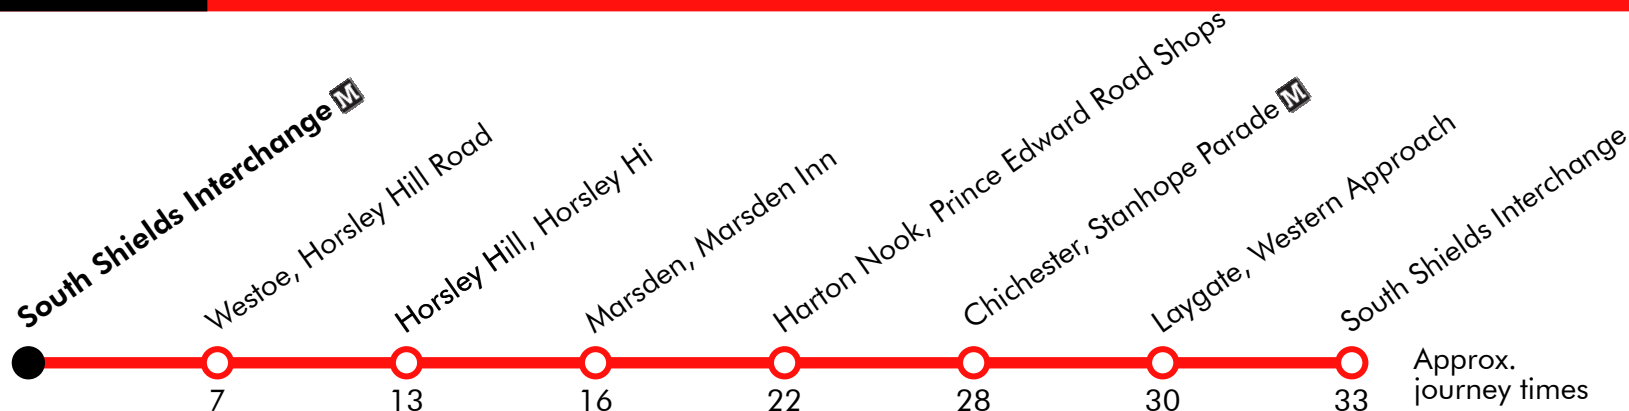 South Shields Interchange M
Westoe, Horsley Hill Road
Horsley Hill, Horsley Hi
Marsden, Marsden Inn
Harton Nook, Prince Edward Road Shops
Chichester, Stanhope Parade M
Laygate, Western Approach
South Shields Interchange
7 13 16 22 28 30 33
Approx.
journey times